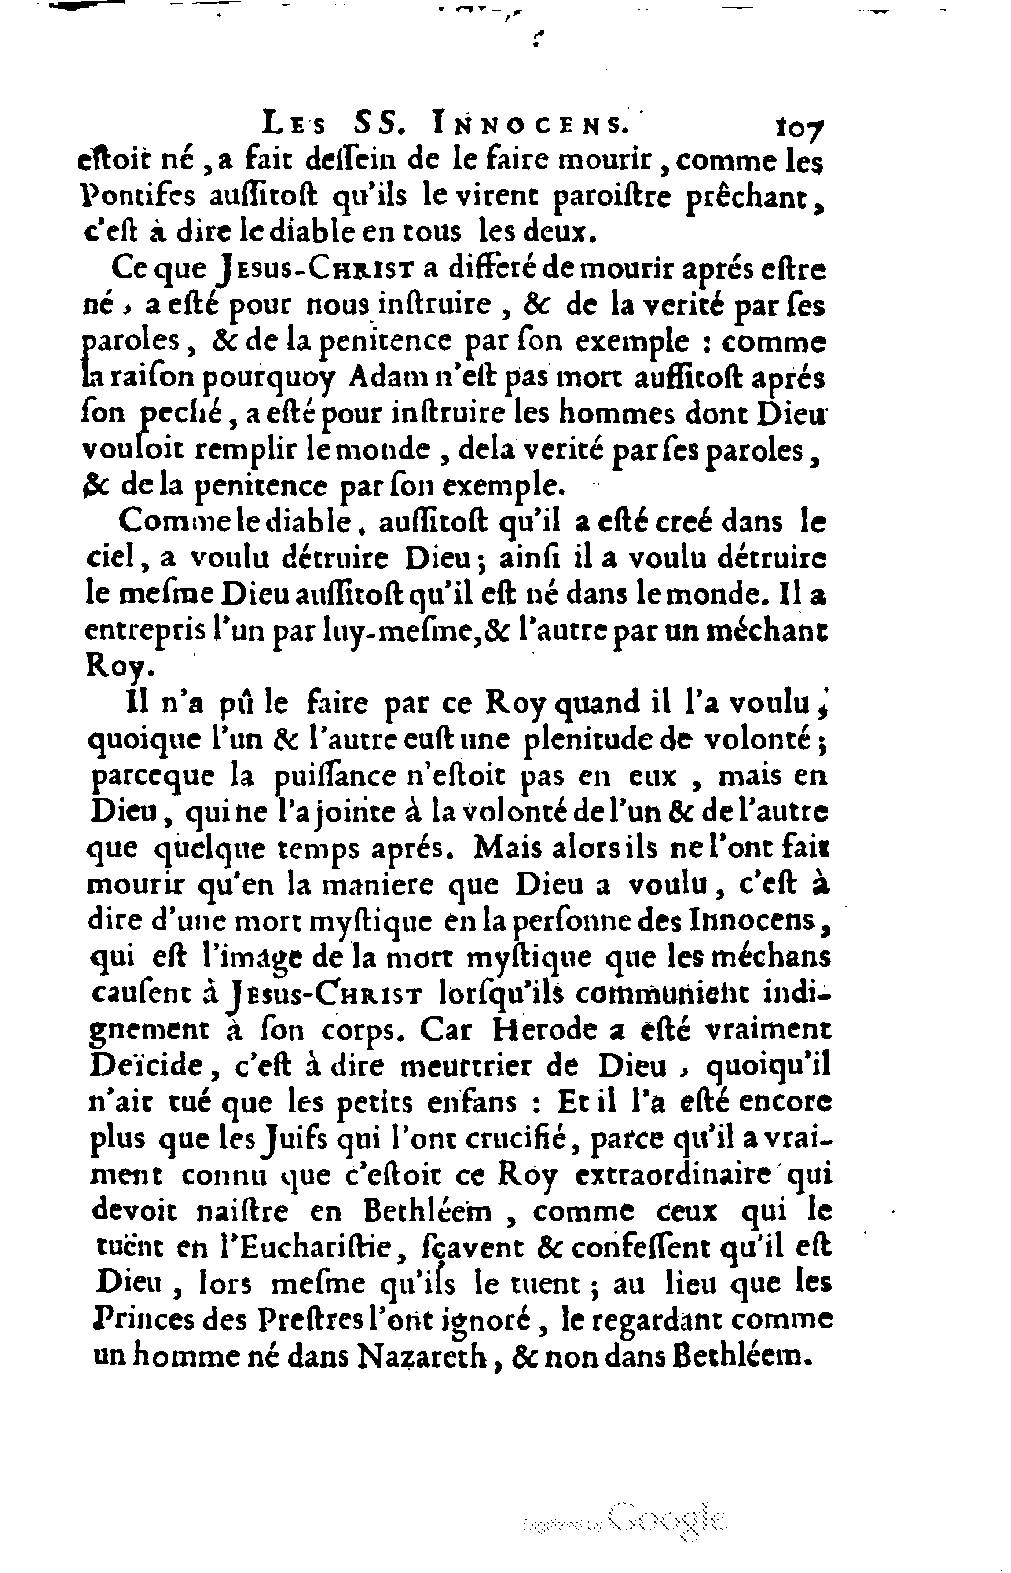 LES SS. INNOCENS. 107
eſtoit né, a fait deſſein de le faire mourir, comme les
Pontifes auſſitoſt qu'ils le virent paroiſtre prêchant,
c'eſt à dire le diable en tous les deux.
Ce que JESUS-CHRIST a differé de mourir aprés eſtre
né, a eſté pour nous inſtruire, & de la verité par ſes
paroles, & de la penitence par ſon exemple : comme
la raiſon pourquoy Adam n'eſt pas mort auſſitoſt aprés
ſon peché, a eſté pour inſtruire les hommes dont Dieu
vouloit remplir le monde, de la verité par ſes paroles,
& de la penitence par ſon exemple.
Comme le diable, auſſitoſt qu'il a eſté creé dans le
ciel, a voulu détruire Dieu; ainſi il a voulu détruire
le meſme Dieu auſſitoſt qu'il eſt né dans le monde. Il a
entrepris l'un par luy-meſme, & l'autre par un méchant
Roy.
Il n'a pû le faire par ce Roy quand il l'a voulu,
quoique l'un & l'autre euſt une plenitude de volonté;
parceque la puiſſance n'eſtoit pas en eux, mais en
Dieu, qui ne l'a jointe à la volonté de l'un & de l'autre
que quelque temps aprés. Mais alors ils ne l'ont fait
mourir qu'en la maniere que Dieu a voulu, c'eſt à
dire d'une mort myſtique en la perſonne des Innocens,
qui eſt l'image de la mort myſtique que les méchans
cauſent à JESUS-CHRIST lorſqu'ils communient indi-
gnement à ſon corps. Car Herode a eſté vraiment
Deïcide, c'eſt à dire meurtrier de Dieu, quoiqu'il
n'ait tué que les petits enfans : Et il l'a eſté encore
plus que les Juifs qui l'ont crucifié, parce qu'il a vrai-
ment connu que c'eſtoit ce Roy extraordinaire qui
devoit naiſtre en Bethléem, comme ceux qui le
tuënt en l'Euchariſtie, ſçavent & confeſſent qu'il eſt
Dieu, lors meſme qu'ils le tuent; au lieu que les
Princes des Preſtres l'ont ignoré, le regardant comme
un homme né dans Nazareth, & non dans Bethléem.
Digitized by Google